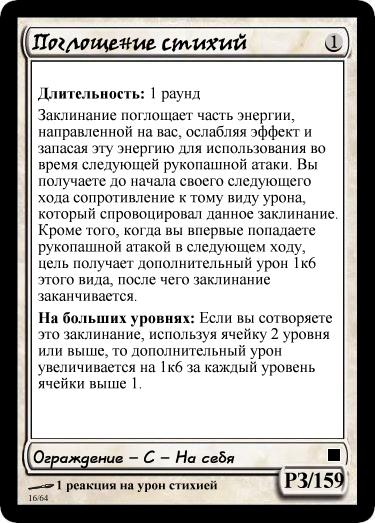 Поглощение стихий 1
Длительность: 1 раунд
Заклинание поглощает часть энергии,
направленной на вас, ослабляя эффект и
запасая эту энергию для использования во
время следующей рукопашной атаки. Вы
получаете до начала своего следующего
хода сопротивление к тому виду урона,
который спровоцировал данное заклинание.
Кроме того, когда вы впервые попадаете
рукопашной атакой в следующем ходу,
цель получает дополнительный урон 1к6
этого вида, после чего заклинание
заканчивается.
На больших уровнях: Если вы сотворяете
это заклинание, используя ячейку 2 уровня
или выше, то дополнительный урон
увеличивается на 1к6 за каждый уровень
ячейки выше 1.
Ограждение – С – На себя
1 реакция на урон стихией
РЗ/159
16/64